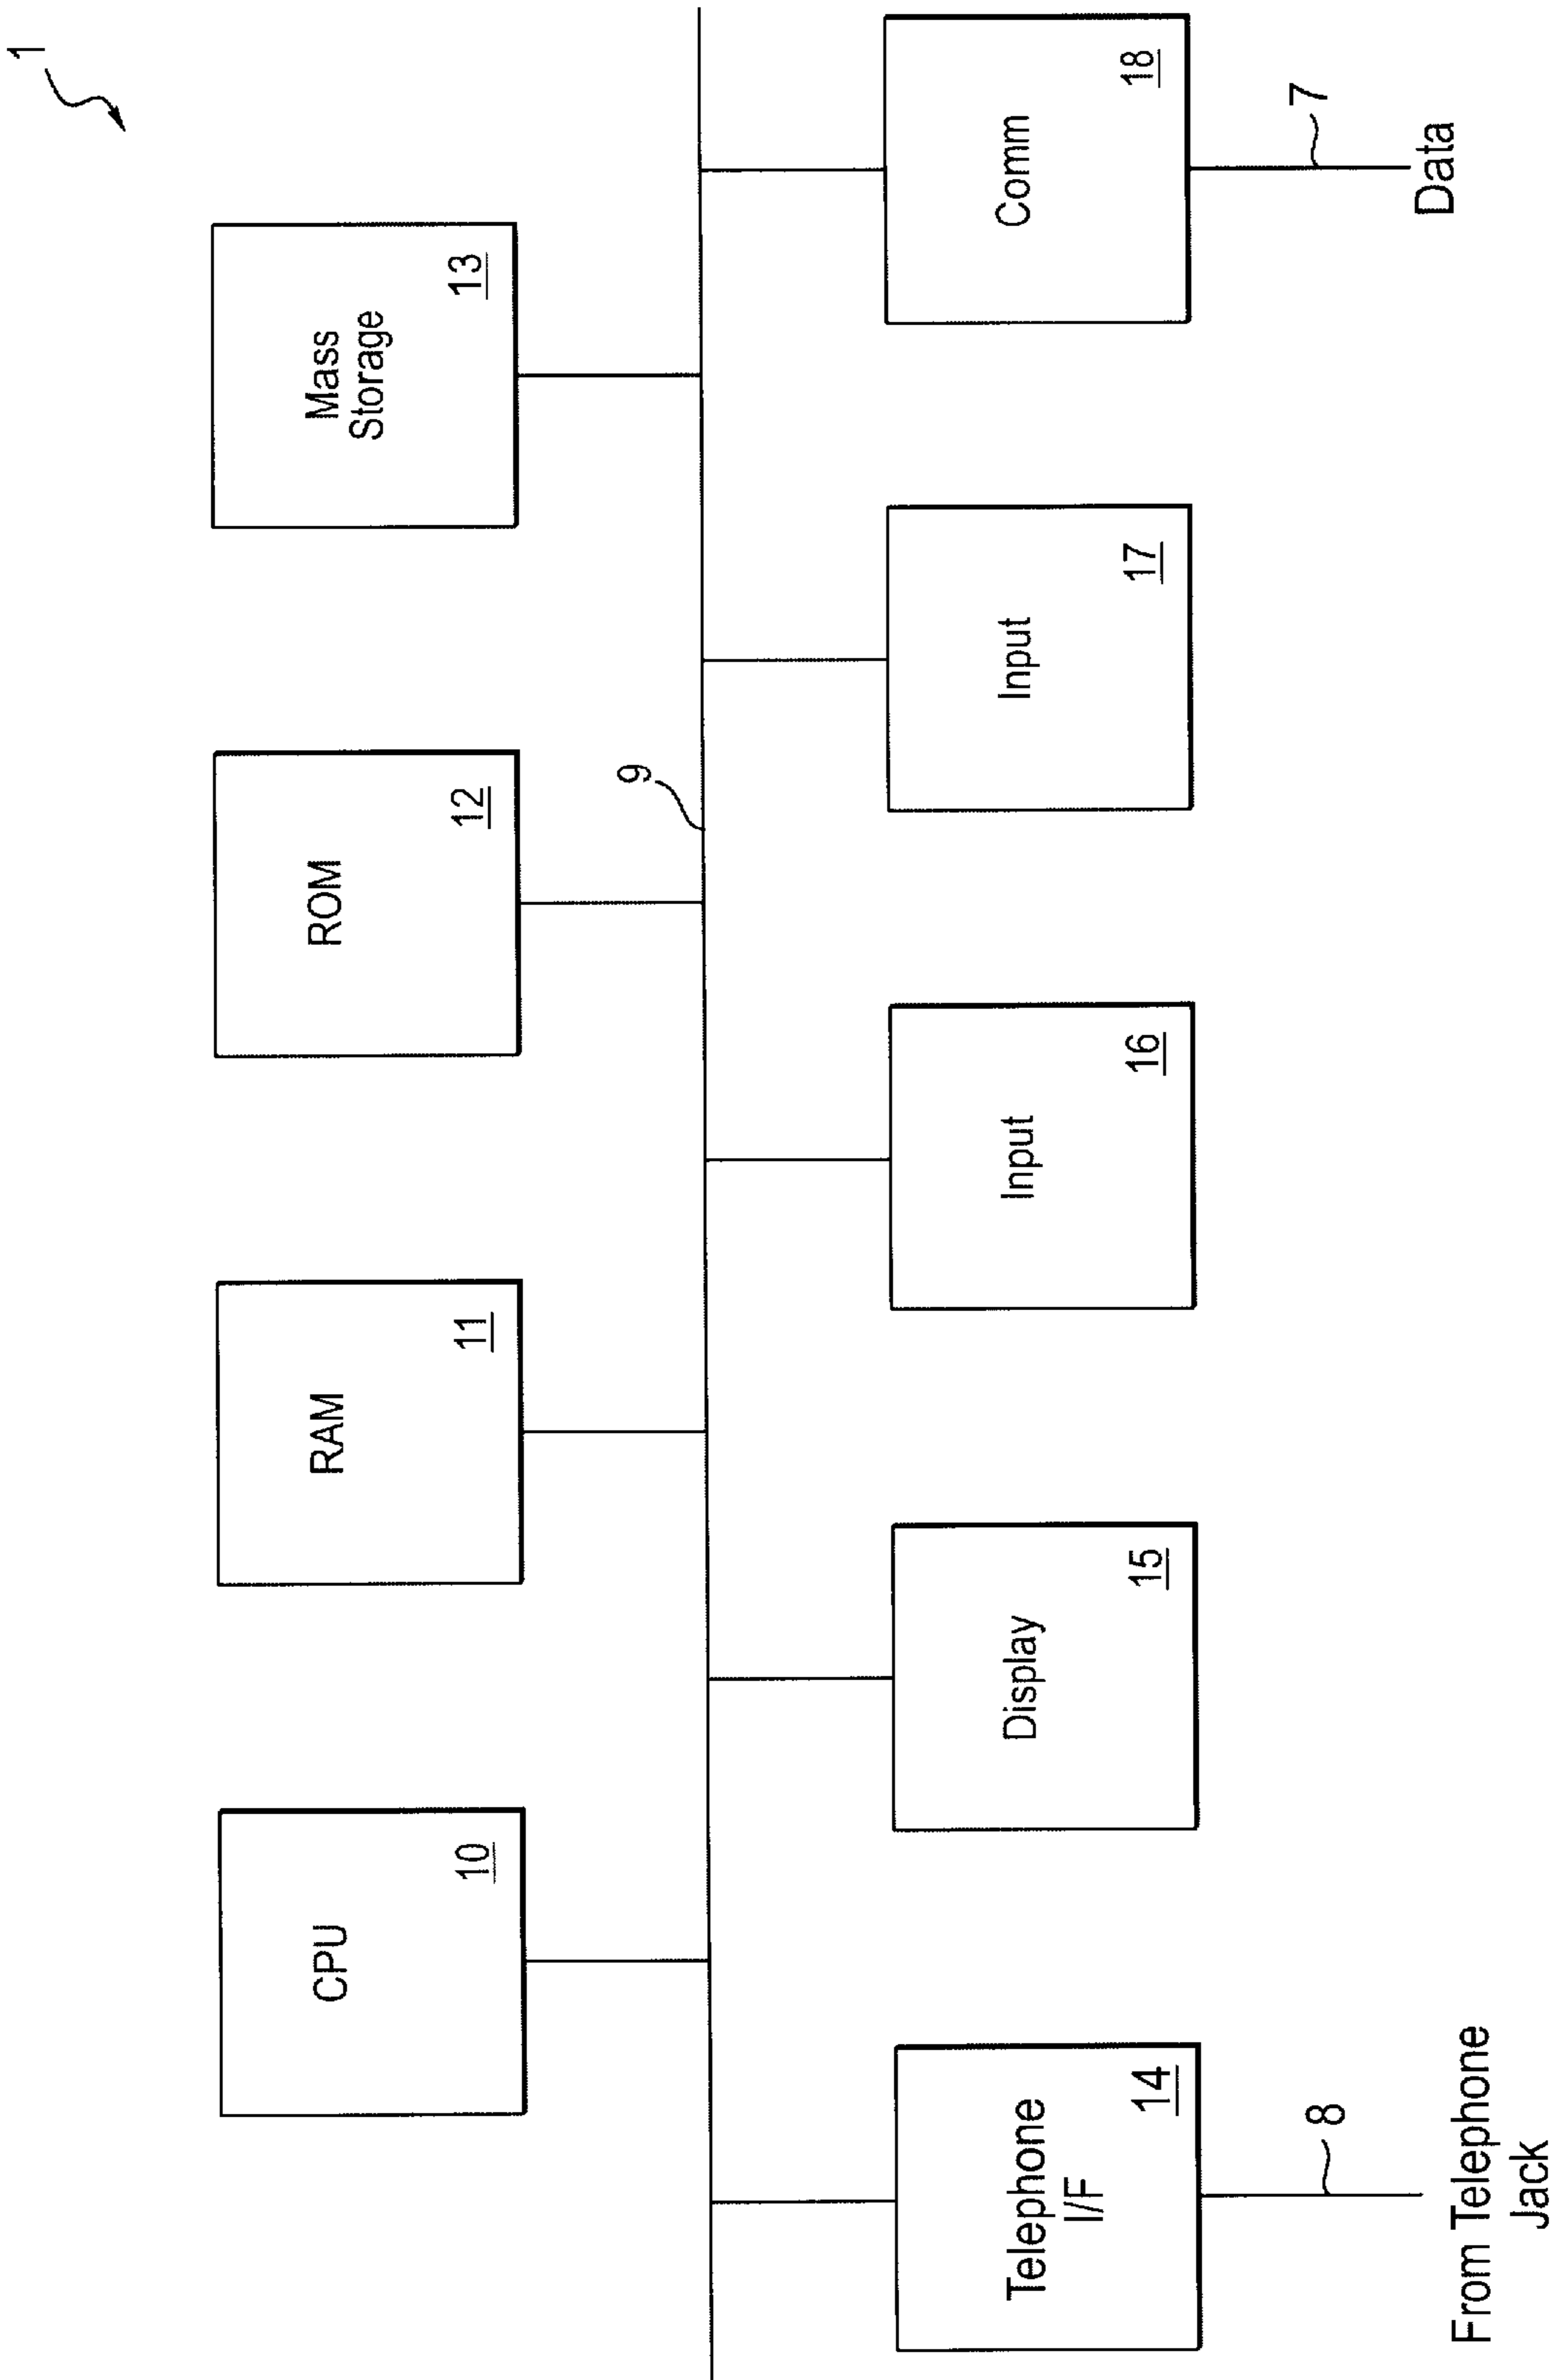 1
CPU
10
RAM
11
ROM
12
Mass
Storage
13
9
Telephone
I/F
14
Display
15
Input
16
Input
17
Comm
18
8
From Telephone
Jack
7
Data